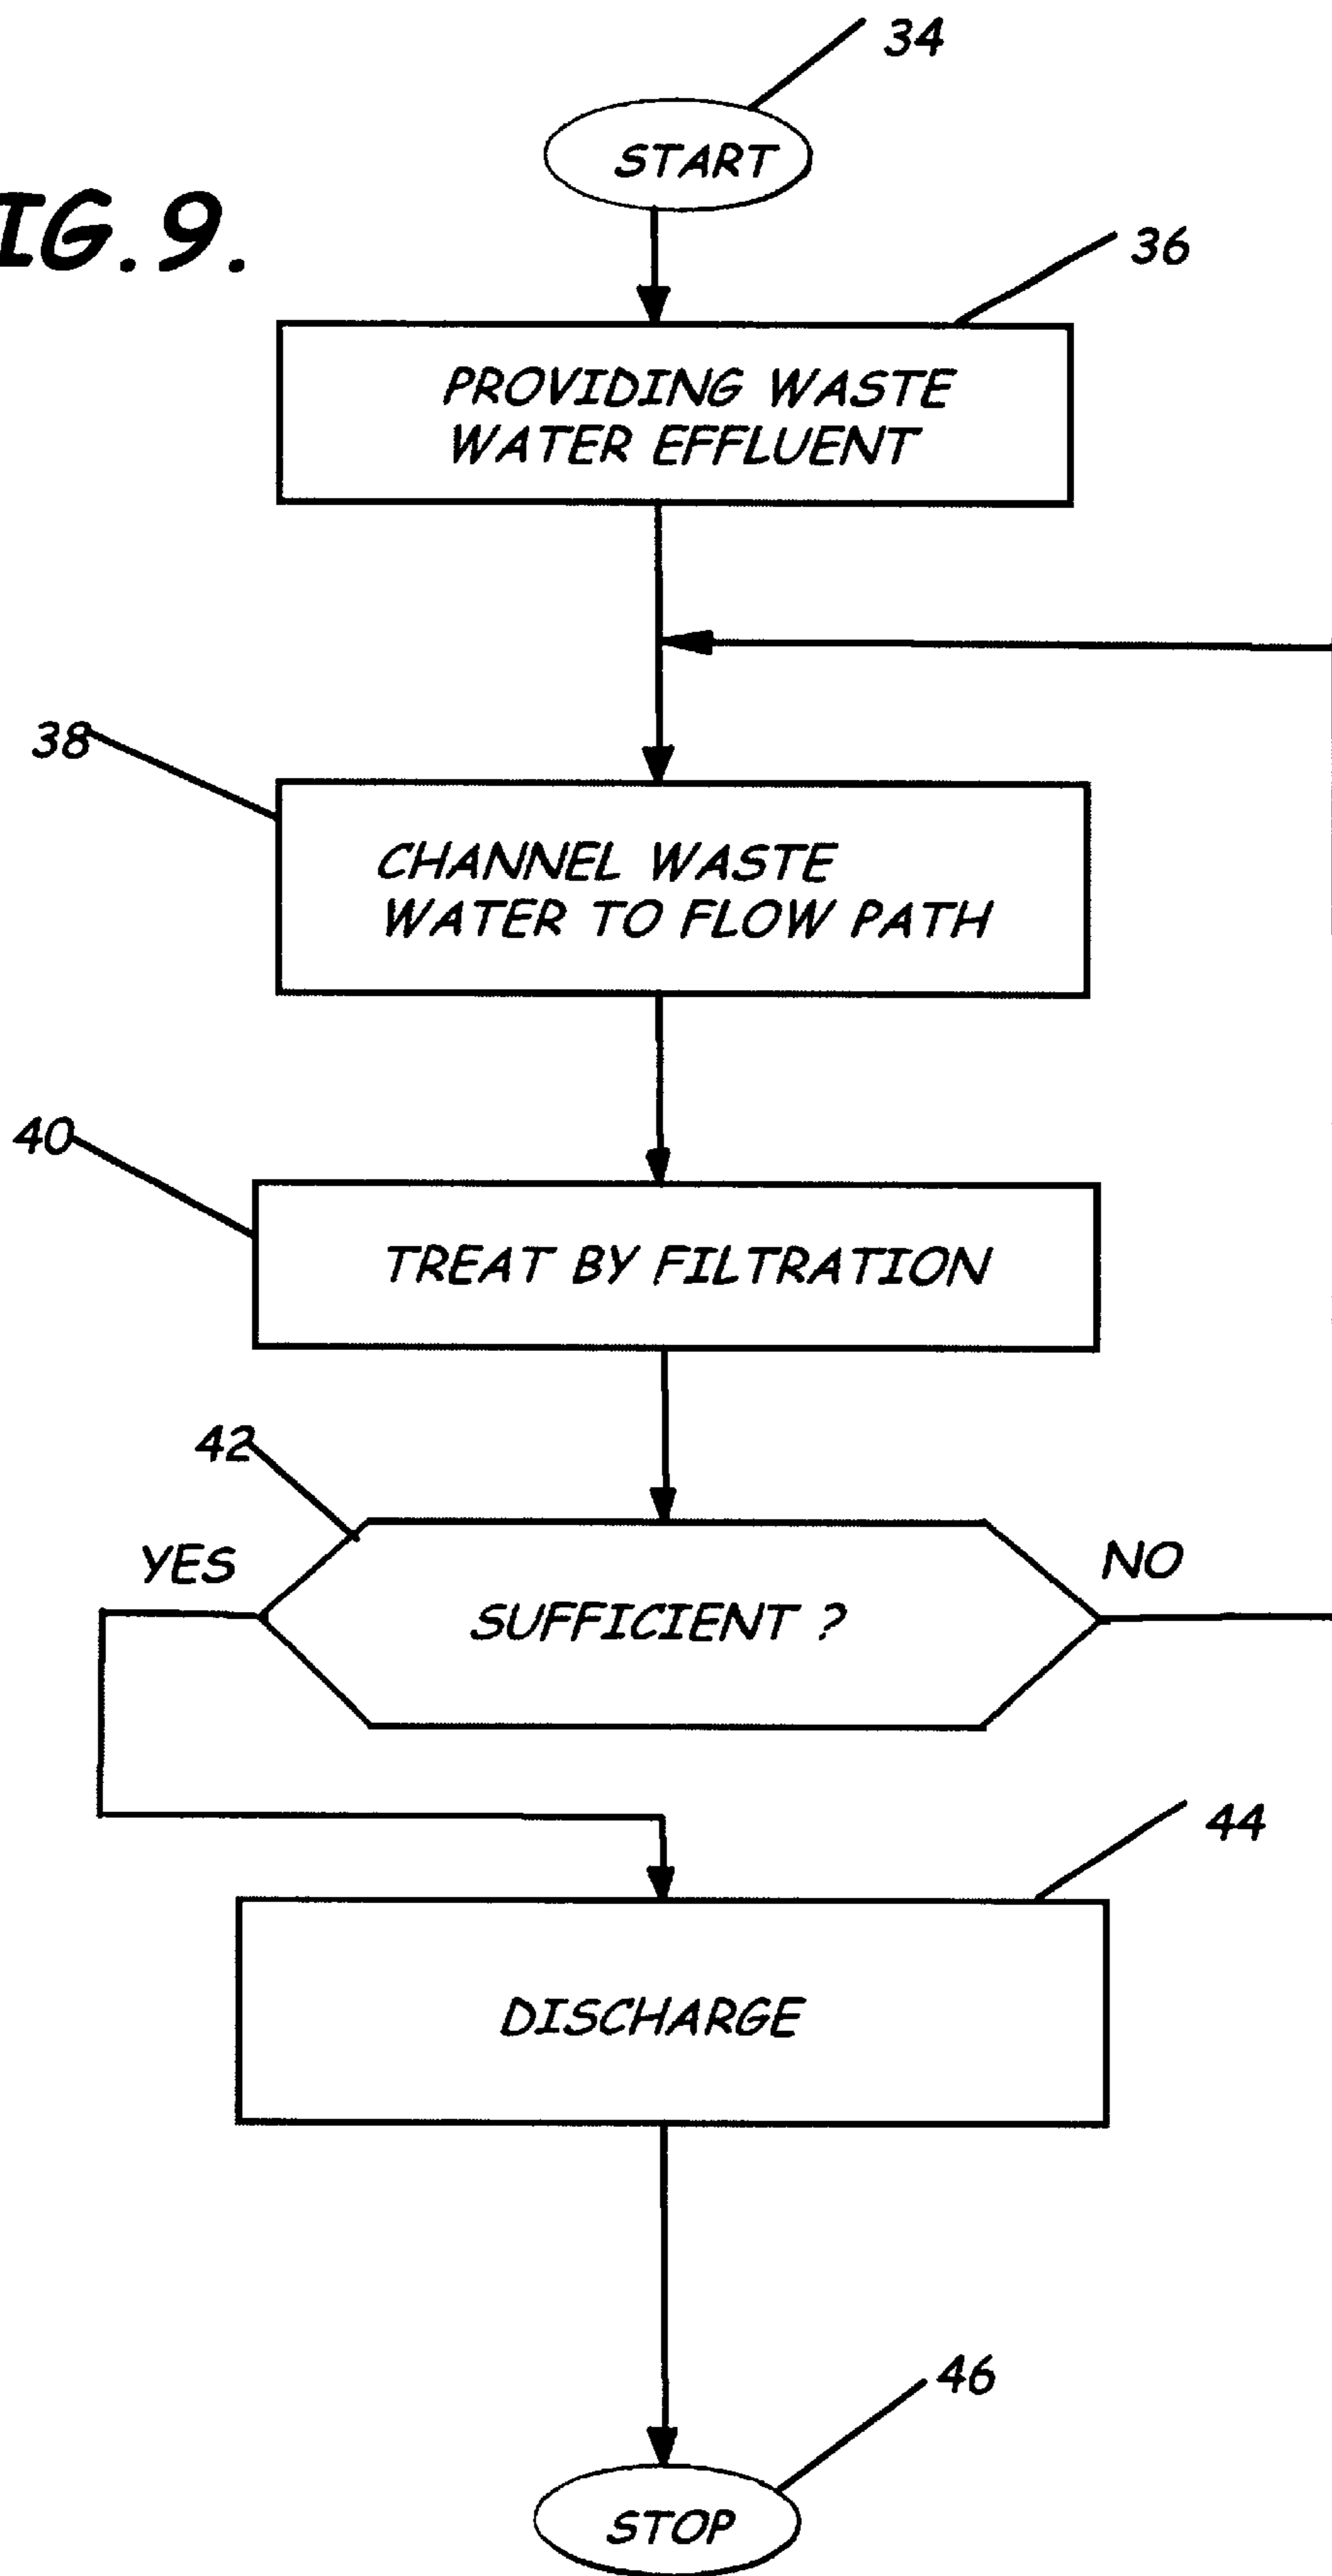 34
START
IG. 9.
36
PROVIDING WASTE
WATER EFFLUENT
38
CHANNEL WASTE
WATER TO FLOW PATH
40
TREAT BY FILTRATION
42
YES
NO
SUFFICIENT ?
44
DISCHARGE
46
STOP